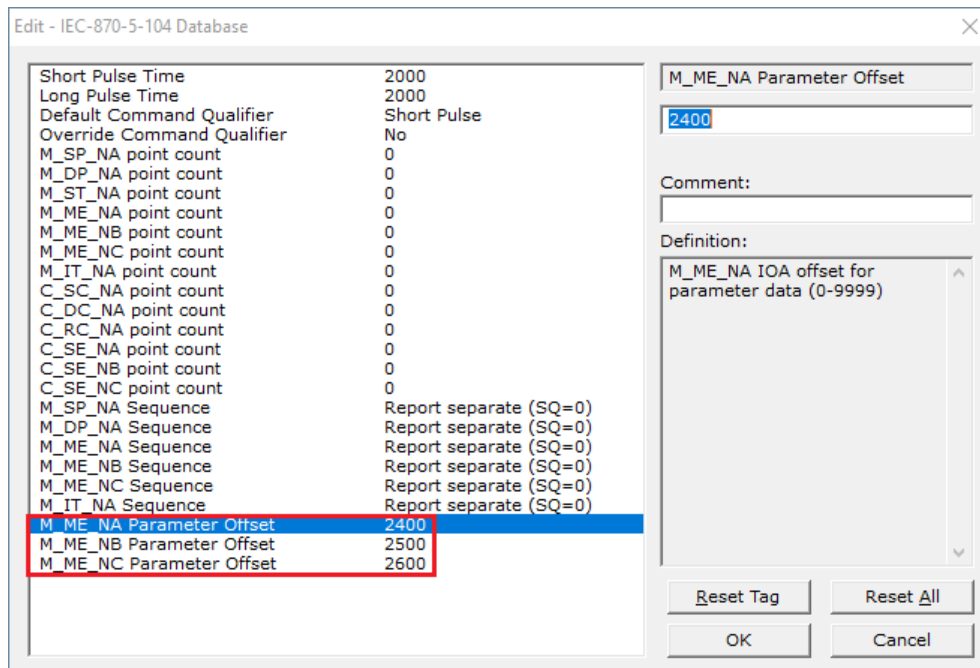 Edit - IEC-870-5-104 Database
Short Pulse Time 2000
Long Pulse Time 2000
Default Command Qualifier Short Pulse
Override Command Qualifier No
M_SP_NA point count 0
M_DP_NA point count 0
M_ST_NA point count 0
M_ME_NA point count 0
M_ME_NB point count 0
M_ME_NC point count 0
M_IT_NA point count 0
C_SC_NA point count 0
C_DC_NA point count 0
C_RC_NA point count 0
C_SE_NA point count 0
C_SE_NB point count 0
C_SE_NC point count 0
M_SP_NA Sequence Report separate (SQ=0)
M_DP_NA Sequence Report separate (SQ=0)
M_ME_NA Sequence Report separate (SQ=0)
M_ME_NB Sequence Report separate (SQ=0)
M_ME_NC Sequence Report separate (SQ=0)
M_IT_NA Sequence Report separate (SQ=0)
M_ME_NA Parameter Offset 2400
M_ME_NB Parameter Offset 2500
M_ME_NC Parameter Offset 2600
M_ME_NA Parameter Offset
2400
Comment:
Definition:
M_ME_NA IOA offset for
parameter data (0-9999)
Reset Tag Reset All
OK Cancel